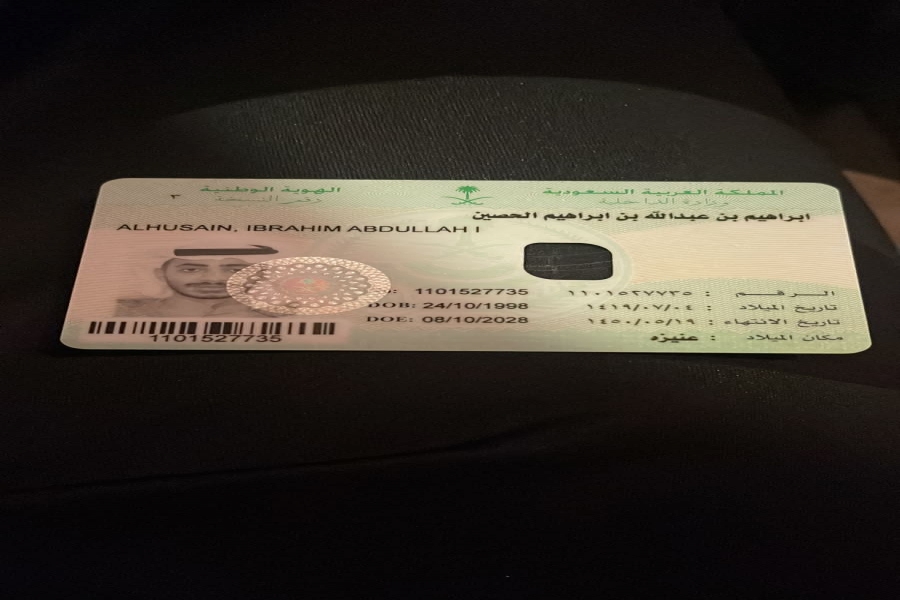 المملكة العربية السعودية
وزارة الداخلية
الهوية الوطنية
رقم النسخة ٣
ابراهيم بن عبدالله بن ابراهيم الحصين
ALHUSAIN, IBRAHIM ABDULLAH I
الرقم : ١١٠١٥٢٧٧٣٥
1101527735
تاريخ الميلاد : ١٤١٩/٠٧/٠٤
DOB: 24/10/1998
تاريخ الانتهاء : ١٤٥٠/٠٥/١٩
DOE: 08/10/2028
مكان الميلاد : عنيزه
1101527735